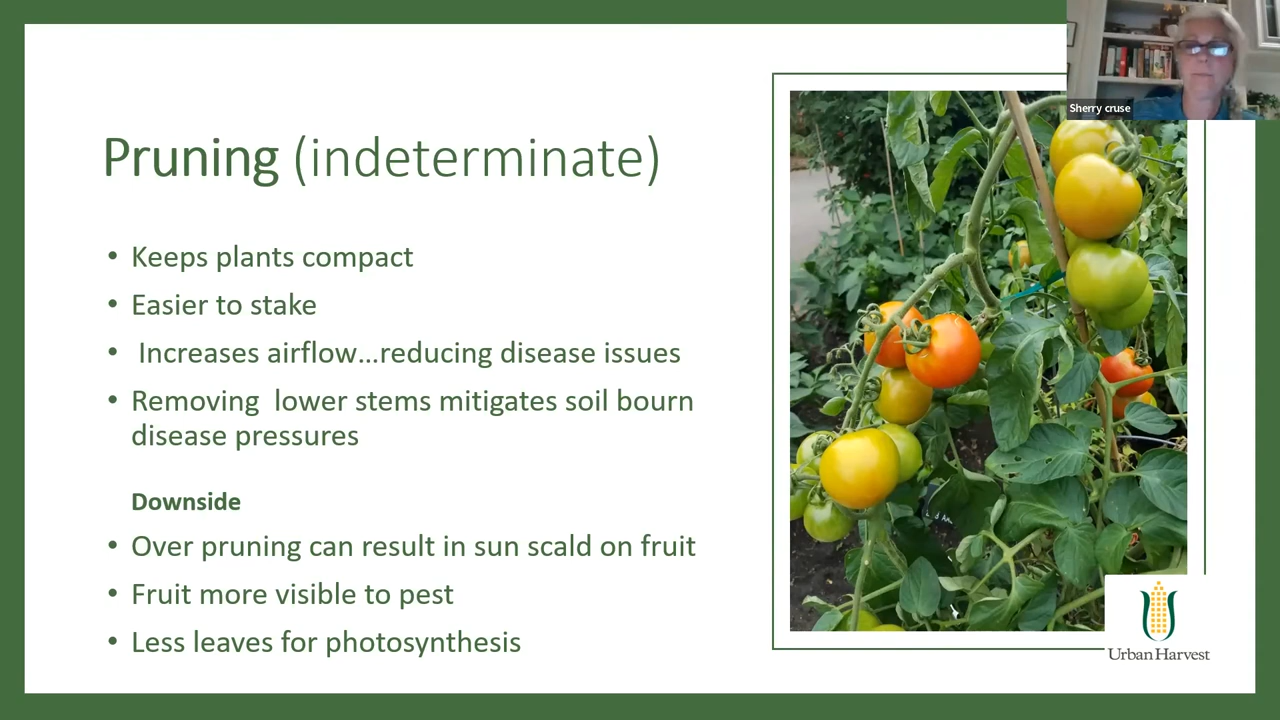 Sherry cruse
Pruning (indeterminate)
• Keeps plants compact
• Easier to stake
• Increases airflow...reducing disease issues
• Removing  lower stems mitigates soil bourn
disease pressures
Downside
• Over pruning can result in sun scald on fruit
• Fruit more visible to pest
• Less leaves for photosynthesis
Urban Harvest